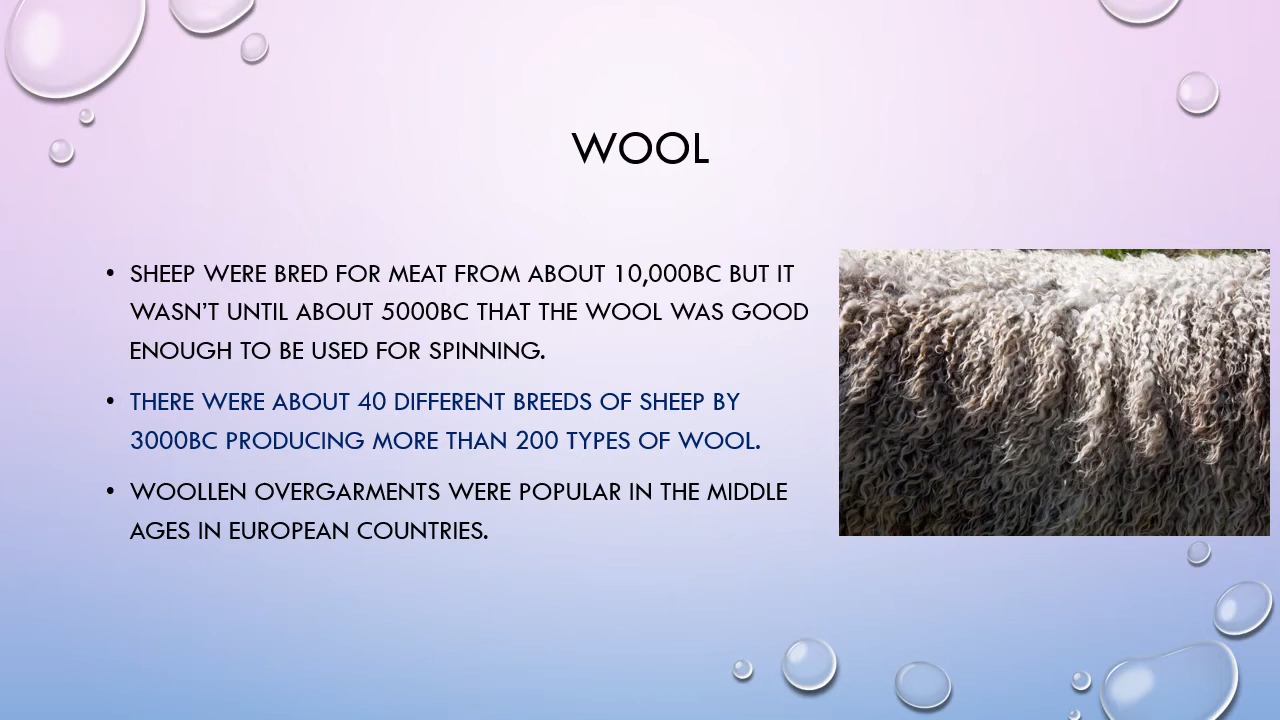 WOOL
• SHEEP WERE BRED FOR MEAT FROM ABOUT 10,000BC BUT IT
WASN’T UNTIL ABOUT 5000BC THAT THE WOOL WAS GOOD
ENOUGH TO BE USED FOR SPINNING.
• THERE WERE ABOUT 40 DIFFERENT BREEDS OF SHEEP BY
3000BC PRODUCING MORE THAN 200 TYPES OF WOOL.
• WOOLLEN OVERGARMENTS WERE POPULAR IN THE MIDDLE
AGES IN EUROPEAN COUNTRIES.